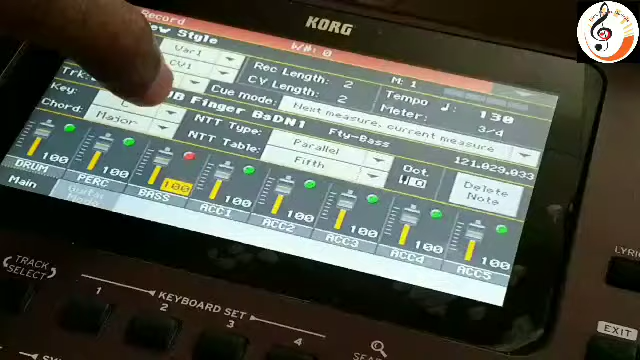 KORG
Record
New Style
M#: 0
M: 1
Var1
CV1
Rec Length: 2
CV Length: 2
Tempo ♩: 130
Meter: 3/4
Cue mode: Next measure, current measure
Key:
Chord: Major
Finger BsDN1 Fty-Bass
121.029.033
NTT Type: Parallel
NTT Table: Fifth
Oct.
0
Delete Note
100 100 100 100 100 100 100 100
DRUM PERC BASS ACC1 ACC2 ACC3 ACC4 ACC5
Main
TRACK SELECT
KEYBOARD SET
1 2 3 4
LYRIC
EXIT